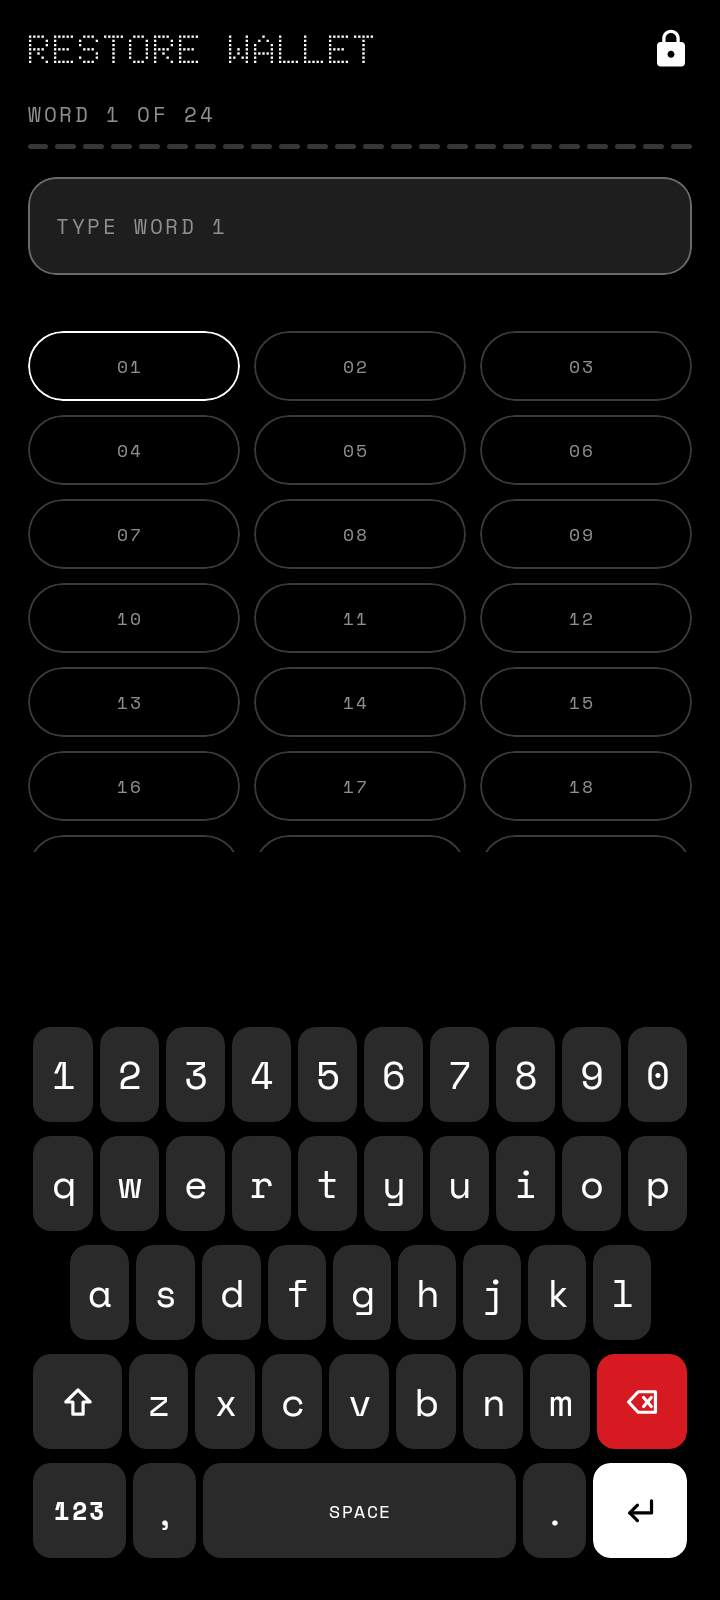 RESTORE WALLET
WORD 1 OF 24
TYPE WORD 1
01 02 03
04 05 06
07 08 09
10 11 12
13 14 15
16 17 18
1 2 3 4 5 6 7 8 9 0
q w e r t y u i o p
a s d f g h j k l
z x c v b n m
123 , SPACE .